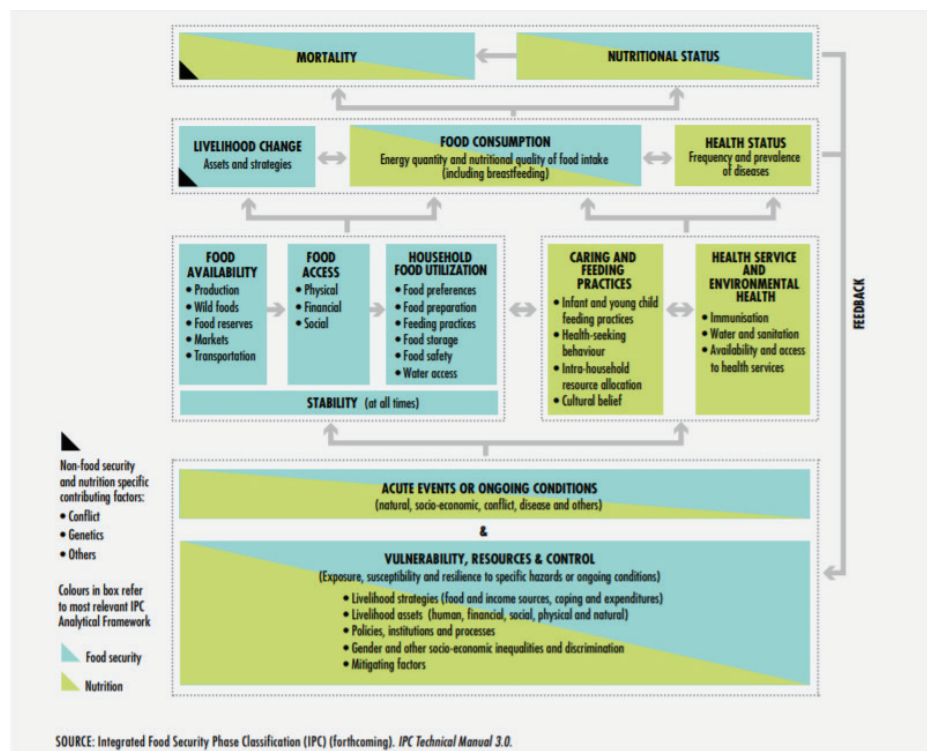 MORTALITY
NUTRITIONAL STATUS
LIVELIHOOD CHANGE
Assets and strategies
FOOD CONSUMPTION
Energy quantity and nutritional quality of food intake
(including breastfeeding)
HEALTH STATUS
Frequency and prevalence
of diseases
FOOD
AVAILABILITY
• Production
• Wild foods
• Food reserves
• Markets
• Transportation
FOOD
ACCESS
• Physical
• Financial
• Social
HOUSEHOLD
FOOD UTILIZATION
• Food preferences
• Food preparation
• Feeding practices
• Food storage
• Food safety
• Water access
STABILITY (at all times)
CARING AND
FEEDING
PRACTICES
• Infant and young child
feeding practices
• Health-seeking
behaviour
• Intra-household
resource allocation
• Cultural belief
HEALTH SERVICE
AND
ENVIRONMENTAL
HEALTH
• Immunisation
• Water and sanitation
• Availability and access
to health services
FEEDBACK
ACUTE EVENTS OR ONGOING CONDITIONS
(natural, socio-economic, conflict, disease and others)
&
VULNERABILITY, RESOURCES & CONTROL
(Exposure, susceptibility and resilience to specific hazards or ongoing conditions)
• Livelihood strategies (food and income sources, coping and expenditures)
• Livelihood assets (human, financial, social, physical and natural)
• Policies, institutions and processes
• Gender and other socio-economic inequalities and discrimination
• Mitigating factors
Non-food security
and nutrition specific
contributing factors:
• Conflict
• Genetics
• Others
Colours in box refer
to most relevant IPC
Analytical Framework
Food security
Nutrition
SOURCE: Integrated Food Security Phase Classification (IPC) (forthcoming). IPC Technical Manual 3.0.